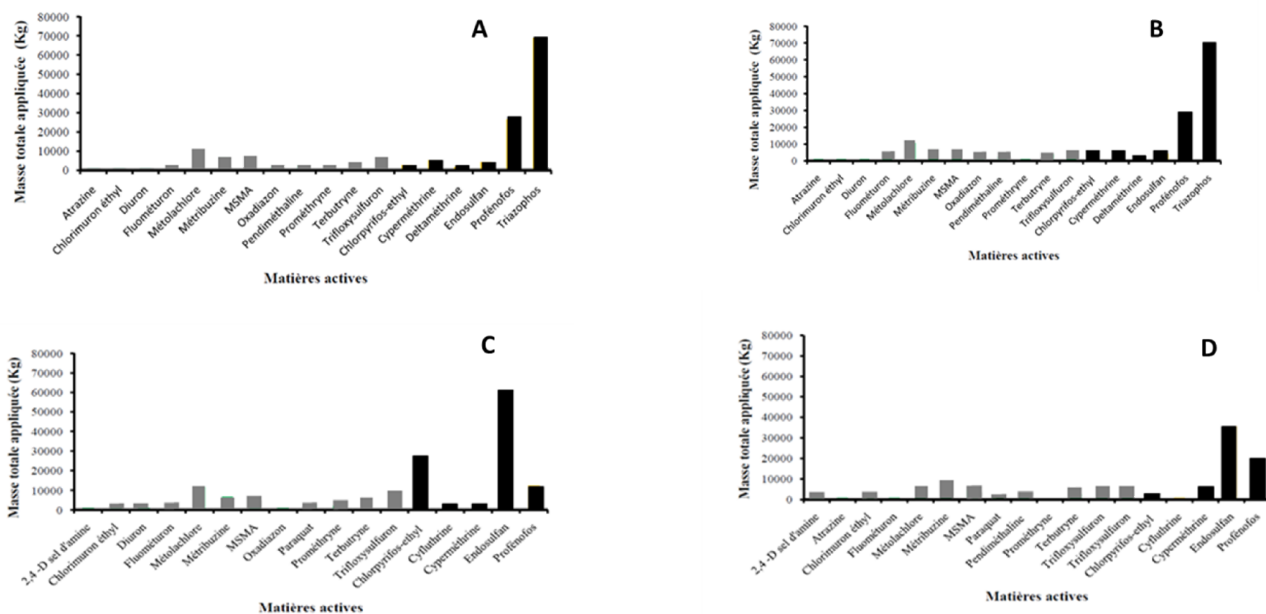 A
Masse totale appliquée (Kg)
80000
70000
60000
50000
40000
30000
20000
10000
0
Atrazine
Chlorimuron éthyl
Diuron
Fluométuron
Métolachlore
Métribuzine
MSMA
Oxadiazon
Pendiméthaline
Prométhryne
Terbutryne
Trifloxysulfuron
Chlorpyrifos-ethyl
Cyperméthrine
Deltaméthrine
Endosulfan
Profénofos
Triazophos
Matières actives
B
Masse totale appliquée (Kg)
80000
70000
60000
50000
40000
30000
20000
10000
0
Atrazine
Chlorimuron éthyl
Diuron
Fluométuron
Métolachlore
Métribuzine
MSMA
Oxadiazon
Pendiméthaline
Prométhryne
Terbutryne
Trifloxysulfuron
Chlorpyrifos-ethyl
Cyperméthrine
Deltaméthrine
Endosulfan
Profénofos
Triazophos
Matières actives
C
Masse totale appliquée (Kg)
80000
70000
60000
50000
40000
30000
20000
10000
0
2,4 -D sel d'amine
Chlorimuron éthyl
Diuron
Fluométuron
Métolachlore
Métribuzine
MSMA
Oxadiazon
Paraquat
Prométhryne
Terbutryne
Trifloxysulfuron
Chlorpyrifos-ethyl
Cyfluthrine
Cyperméthrine
Endosulfan
Profénofos
Matières actives
D
Masse totale appliquée (Kg)
80000
70000
60000
50000
40000
30000
20000
10000
0
2,4 -D sel d'amine
Atrazine
Chlorimuron éthyl
Fluométuron
Métolachlore
Métribuzine
MSMA
Paraquat
Pendiméthaline
Prométhryne
Terbutryne
Trifloxysulfuron
Trifloxysulfuron
Chlorpyrifos-ethyl
Cyfluthrine
Cyperméthrine
Endosulfan
Profénofos
Matières actives